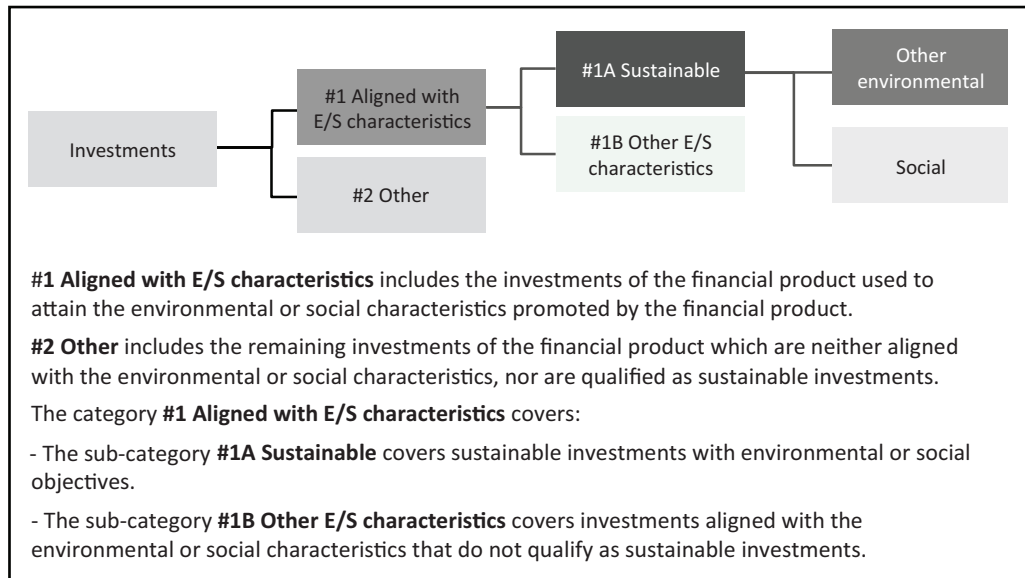 Investments
#1 Aligned with
E/S characteristics
#2 Other
#1A Sustainable
#1B Other E/S
characteristics
Other
environmental
Social
#1 Aligned with E/S characteristics includes the investments of the financial product used to
attain the environmental or social characteristics promoted by the financial product.
#2 Other includes the remaining investments of the financial product which are neither aligned
with the environmental or social characteristics, nor are qualified as sustainable investments.
The category #1 Aligned with E/S characteristics covers:
- The sub-category #1A Sustainable covers sustainable investments with environmental or social
objectives.
- The sub-category #1B Other E/S characteristics covers investments aligned with the
environmental or social characteristics that do not qualify as sustainable investments.